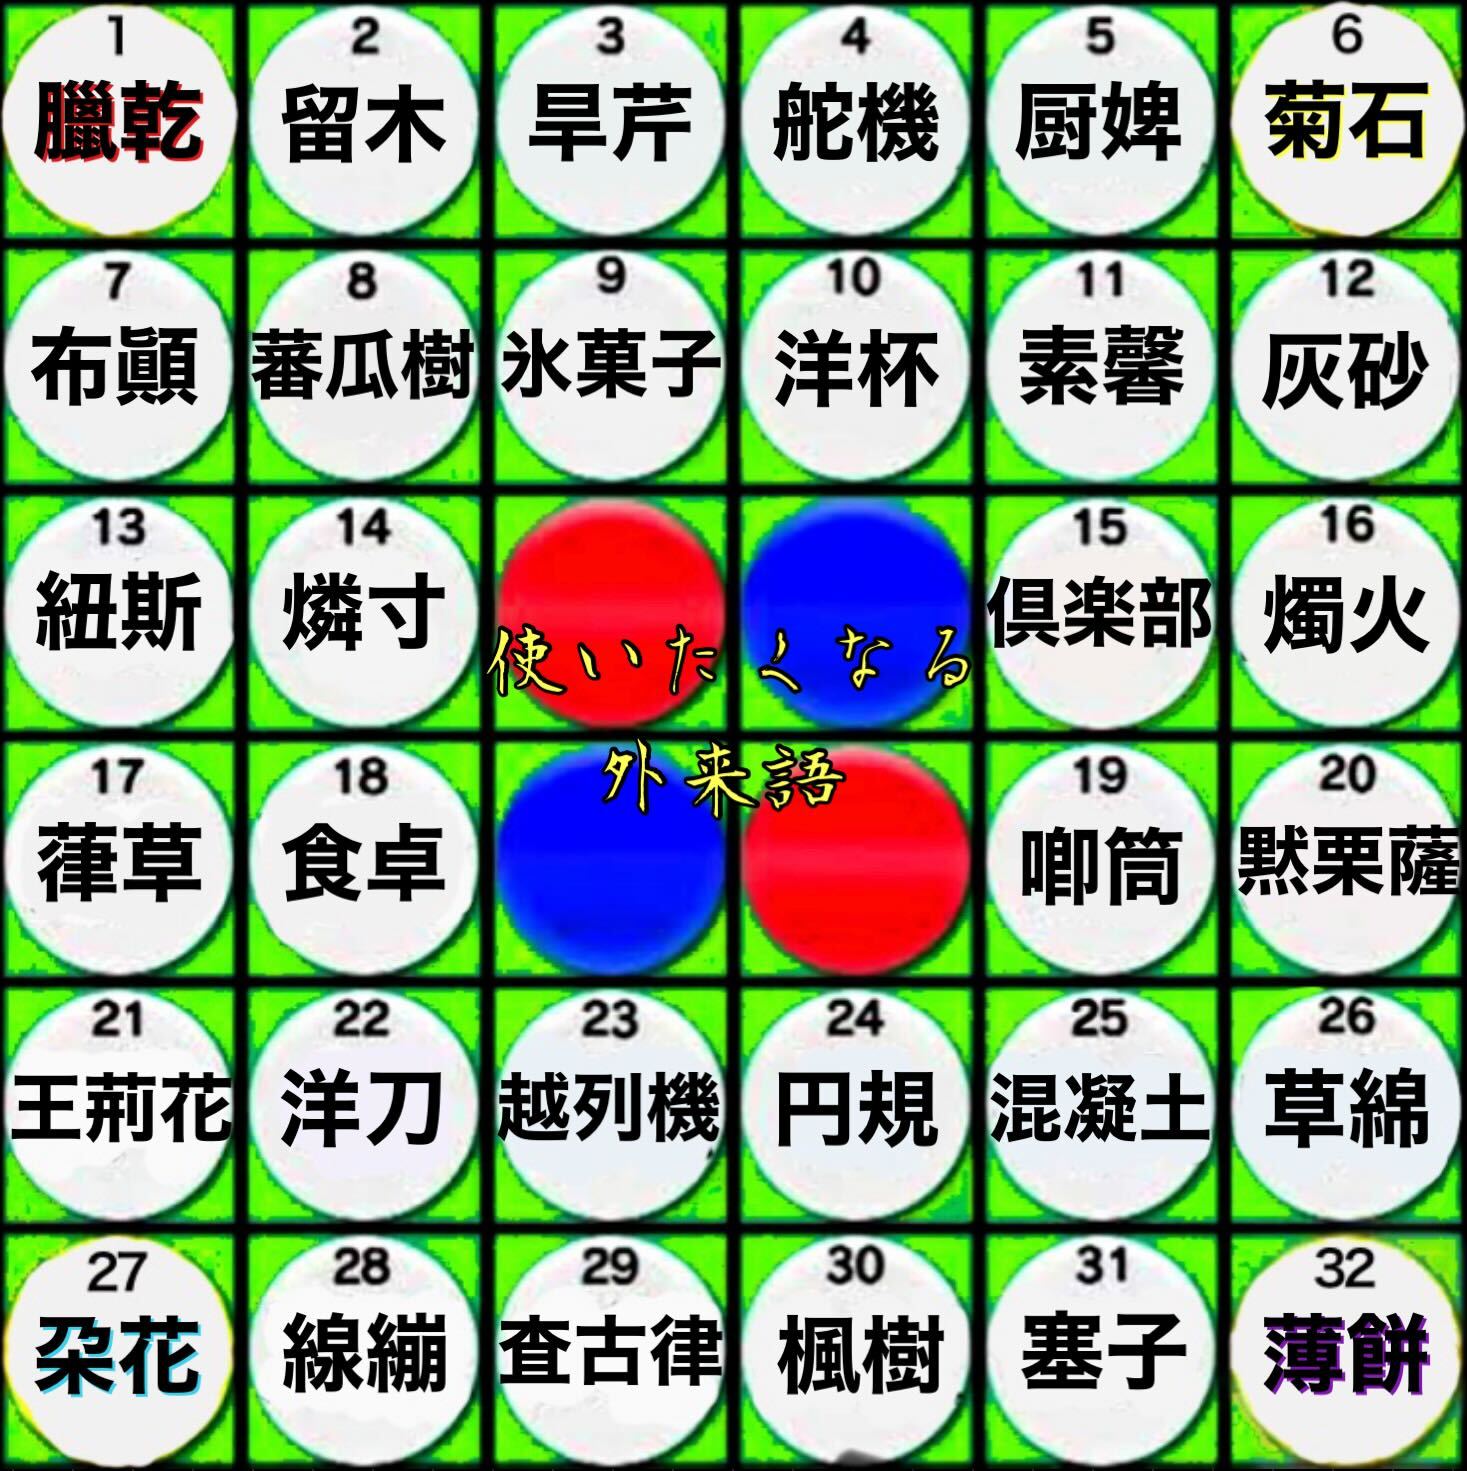 1 2 3 4 5 6
臘乾 留木 旱芹 舵機 厨婢 菊石
7 8 9 10 11 12
布顚 蕃瓜樹 氷菓子 洋杯 素馨 灰砂
13 14 15 16
紐斯 燐寸 倶楽部 燭火
使いたくなる
外来語
17 18 19 20
葎草 食卓 喞筒 黙栗薩
21 22 23 24 25 26
王荊花 洋刀 越列機 円規 混凝土 草綿
27 28 29 30 31 32
朶花 線繃 査古律 楓樹 塞子 薄餅